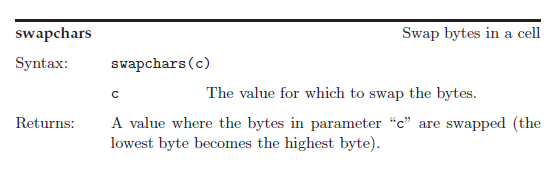 swapchars Swap bytes in a cell
Syntax: swapchars(c)
c The value for which to swap the bytes.
Returns: A value where the bytes in parameter “c” are swapped (the
lowest byte becomes the highest byte).